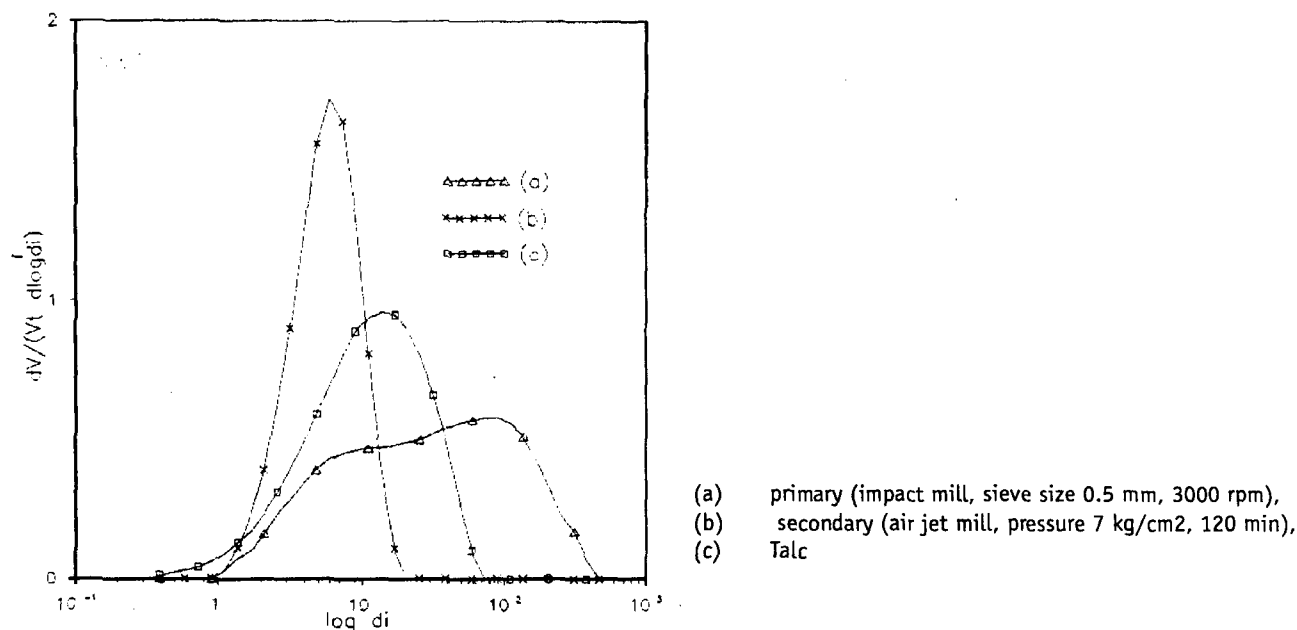 2
(a)
(b)
(c)
dV/(Vt dlogdi)
1
0
10⁻¹
1
10¹
10²
10³
log di
(a) primary (impact mill, sieve size 0.5 mm, 3000 rpm),
(b) secondary (air jet mill, pressure 7 kg/cm2, 120 min),
(c) Talc